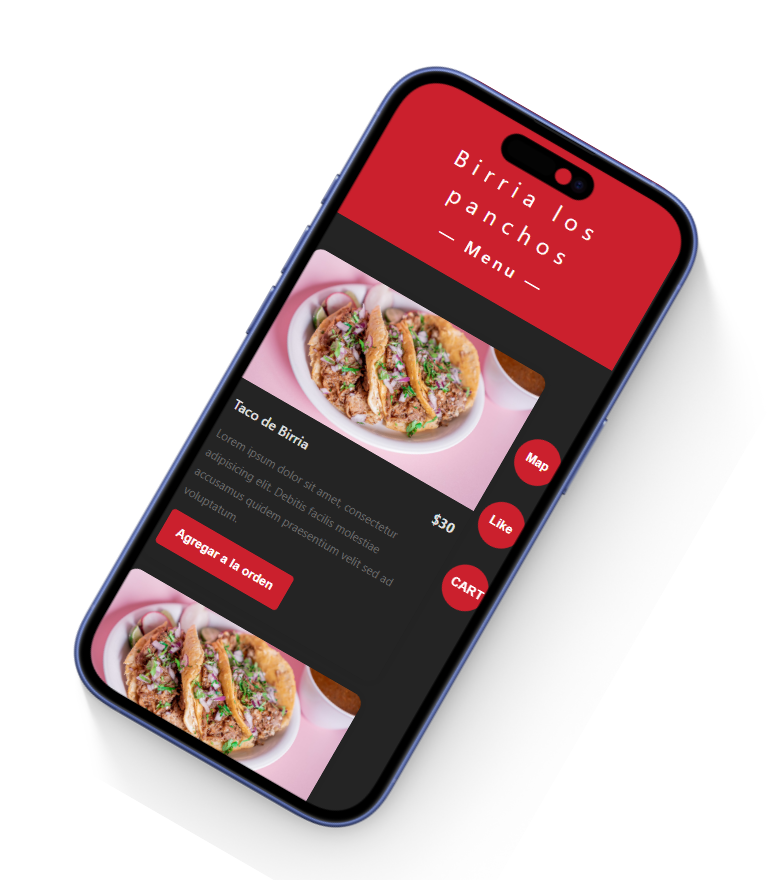 Birria los
panchos
— Menu —
Taco de Birria
Lorem ipsum dolor sit amet, consectetur
adipisicing elit. Debitis facilis molestiae
accusamus quidem praesentium velit sed ad
voluptatum.
$30
Agregar a la orden
Map
Like
CART